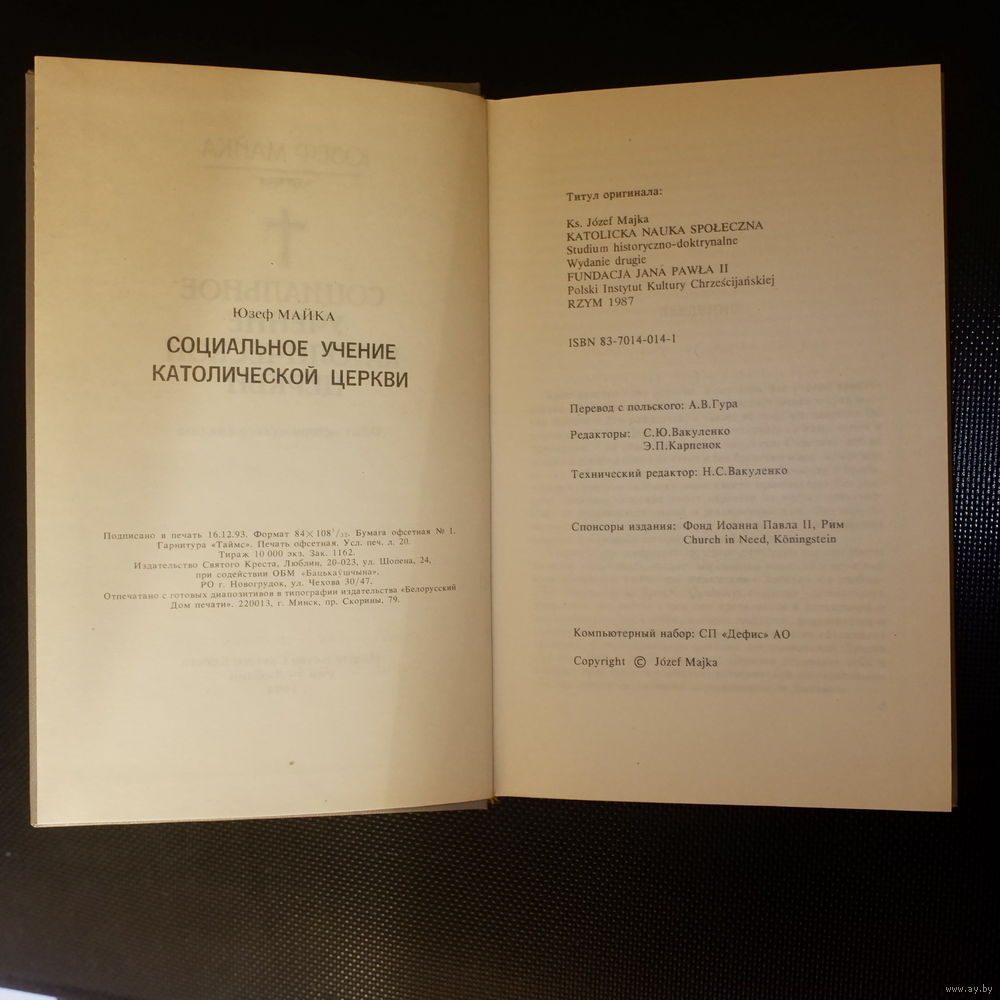 Юзеф МАЙКА
СОЦИАЛЬНОЕ УЧЕНИЕ
КАТОЛИЧЕСКОЙ ЦЕРКВИ
Подписано в печать 16.12.93. Формат 84×108¹/₃₂. Бумага офсетная № 1.
Гарнитура «Таймс». Печать офсетная. Усл. печ. л. 20.
Тираж 10 000 экз. Зак. 1162.
Издательство Святого Креста, Люблин, 20-023, ул. Шопена, 24,
при содействии ОБМ «Бацькаўшчына».
РО г. Новогрудок, ул. Чехова 30/47.
Отпечатано с готовых диапозитивов в типографии издательства «Белорусский
Дом печати». 220013, г. Минск, пр. Скорины, 79.
Титул оригинала:
Ks. Józef Majka
KATOLICKA NAUKA SPOŁECZNA
Studium historyczno-doktrynalne
Wydanie drugie
FUNDACJA JANA PAWŁA II
Polski Instytut Kultury Chrześcijańskiej
RZYM 1987
ISBN 83-7014-014-1
Перевод с польского: А.В.Гура
Редакторы: С.Ю.Вакуленко
Э.П.Карпенок
Технический редактор: Н.С.Вакуленко
Спонсоры издания: Фонд Иоанна Павла II, Рим
Church in Need, Köningstein
Компьютерный набор: СП «Дефис» АО
Copyright © Józef Majka
www.ay.by